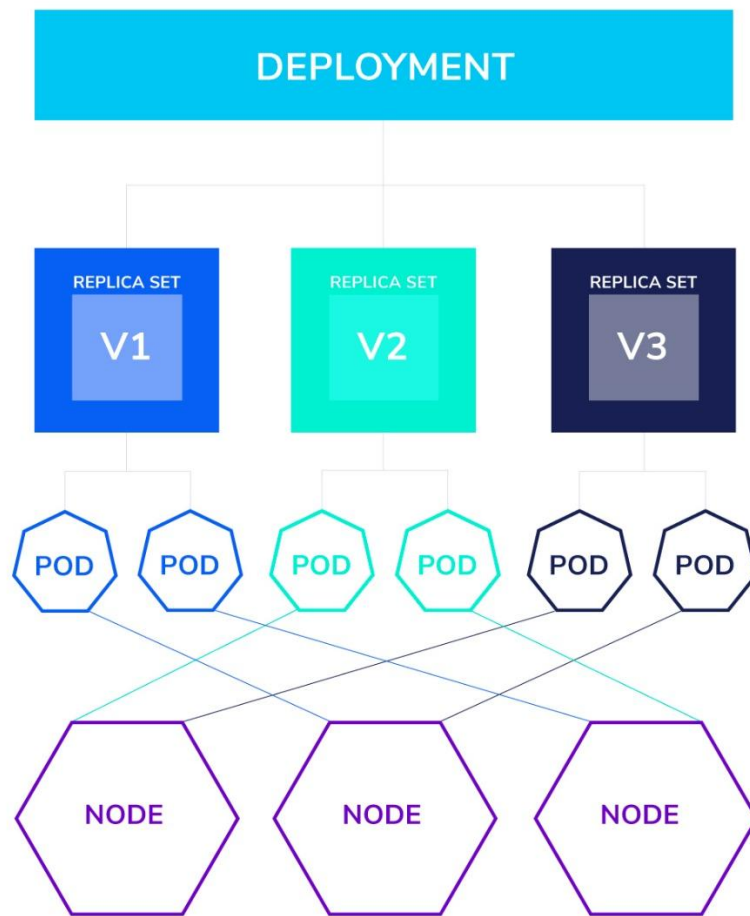 DEPLOYMENT
REPLICA SET
V1
REPLICA SET
V2
REPLICA SET
V3
POD
POD
POD
POD
POD
POD
NODE
NODE
NODE